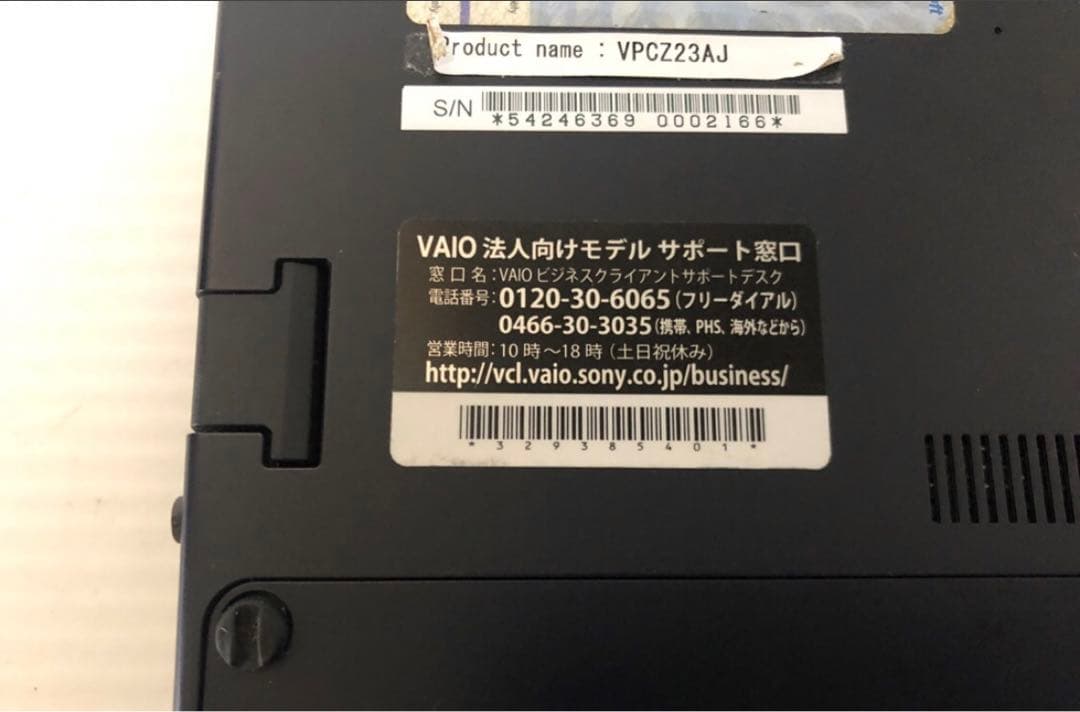 Product name : VPCZ23AJ
S/N
*54246369 0002166*
VAIO 法人向けモデル サポート窓口
窓口名:VAIO ビジネスクライアントサポートデスク
電話番号:0120-30-6065(フリーダイアル)
0466-30-3035(携帯、PHS、海外などから)
営業時間:10時~18時(土日祝休み)
http://vcl.vaio.sony.co.jp/business/
*329385401*